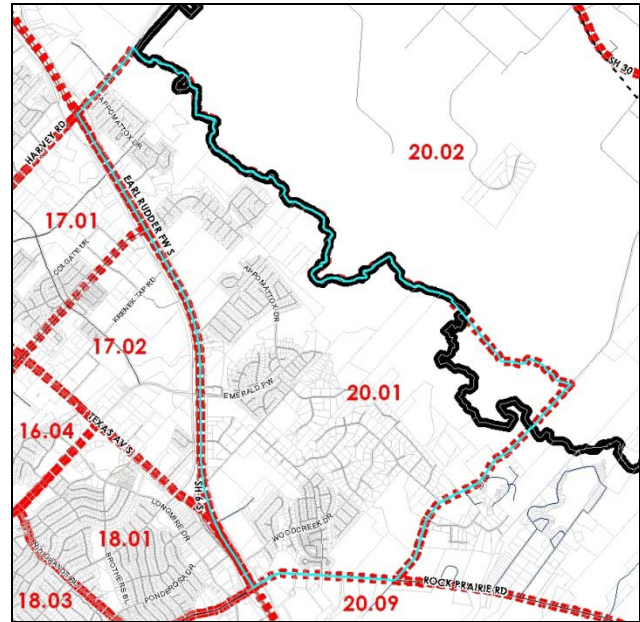 SH 30
APPOMATTOX DR
HARVEY RD
20.02
EARL RUDDER FW S
17.01
COLGATE DR
KRENEK TAP RD
APPOMATTOX DR
17.02
EMERALD PW
20.01
TEXAS AV S
16.04
SH 6 S
LONGMIRE DR
WOODCREEK DR
18.01
BROTHERS BL
PONDEROSA DR
ROCK PRAIRIE RD
18.03
20.09